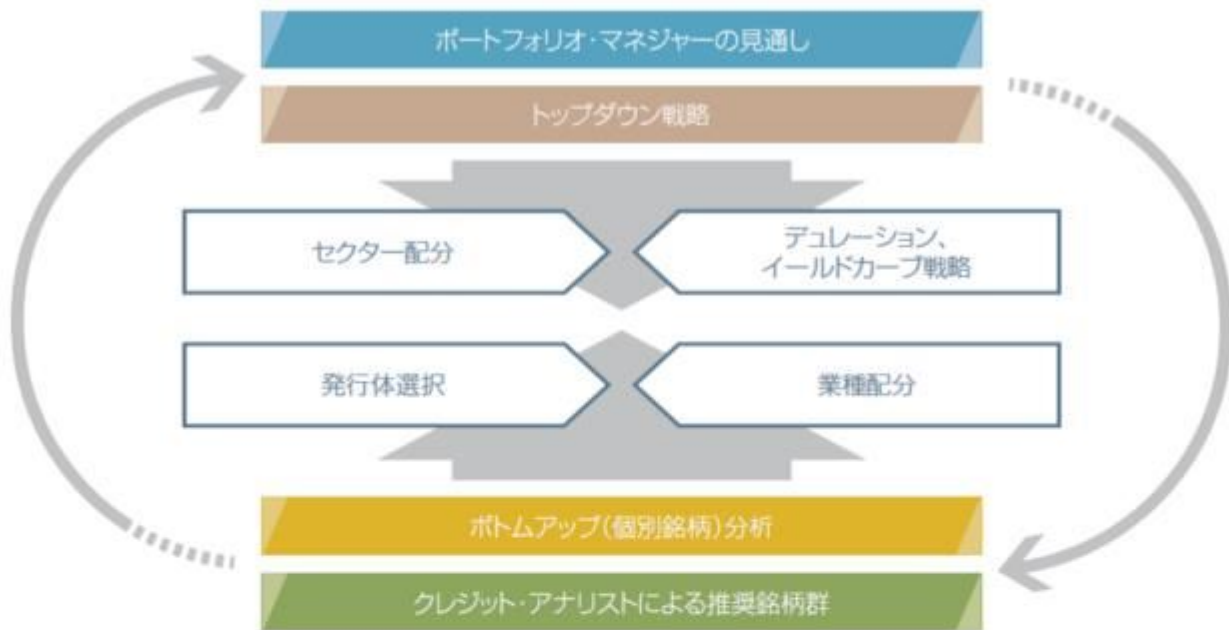 ポートフォリオ・マネジャーの見通し
トップダウン戦略
セクター配分
デュレーション、
イールドカーブ戦略
発行体選択
業種配分
ボトムアップ(個別銘柄)分析
クレジット・アナリストによる推奨銘柄群